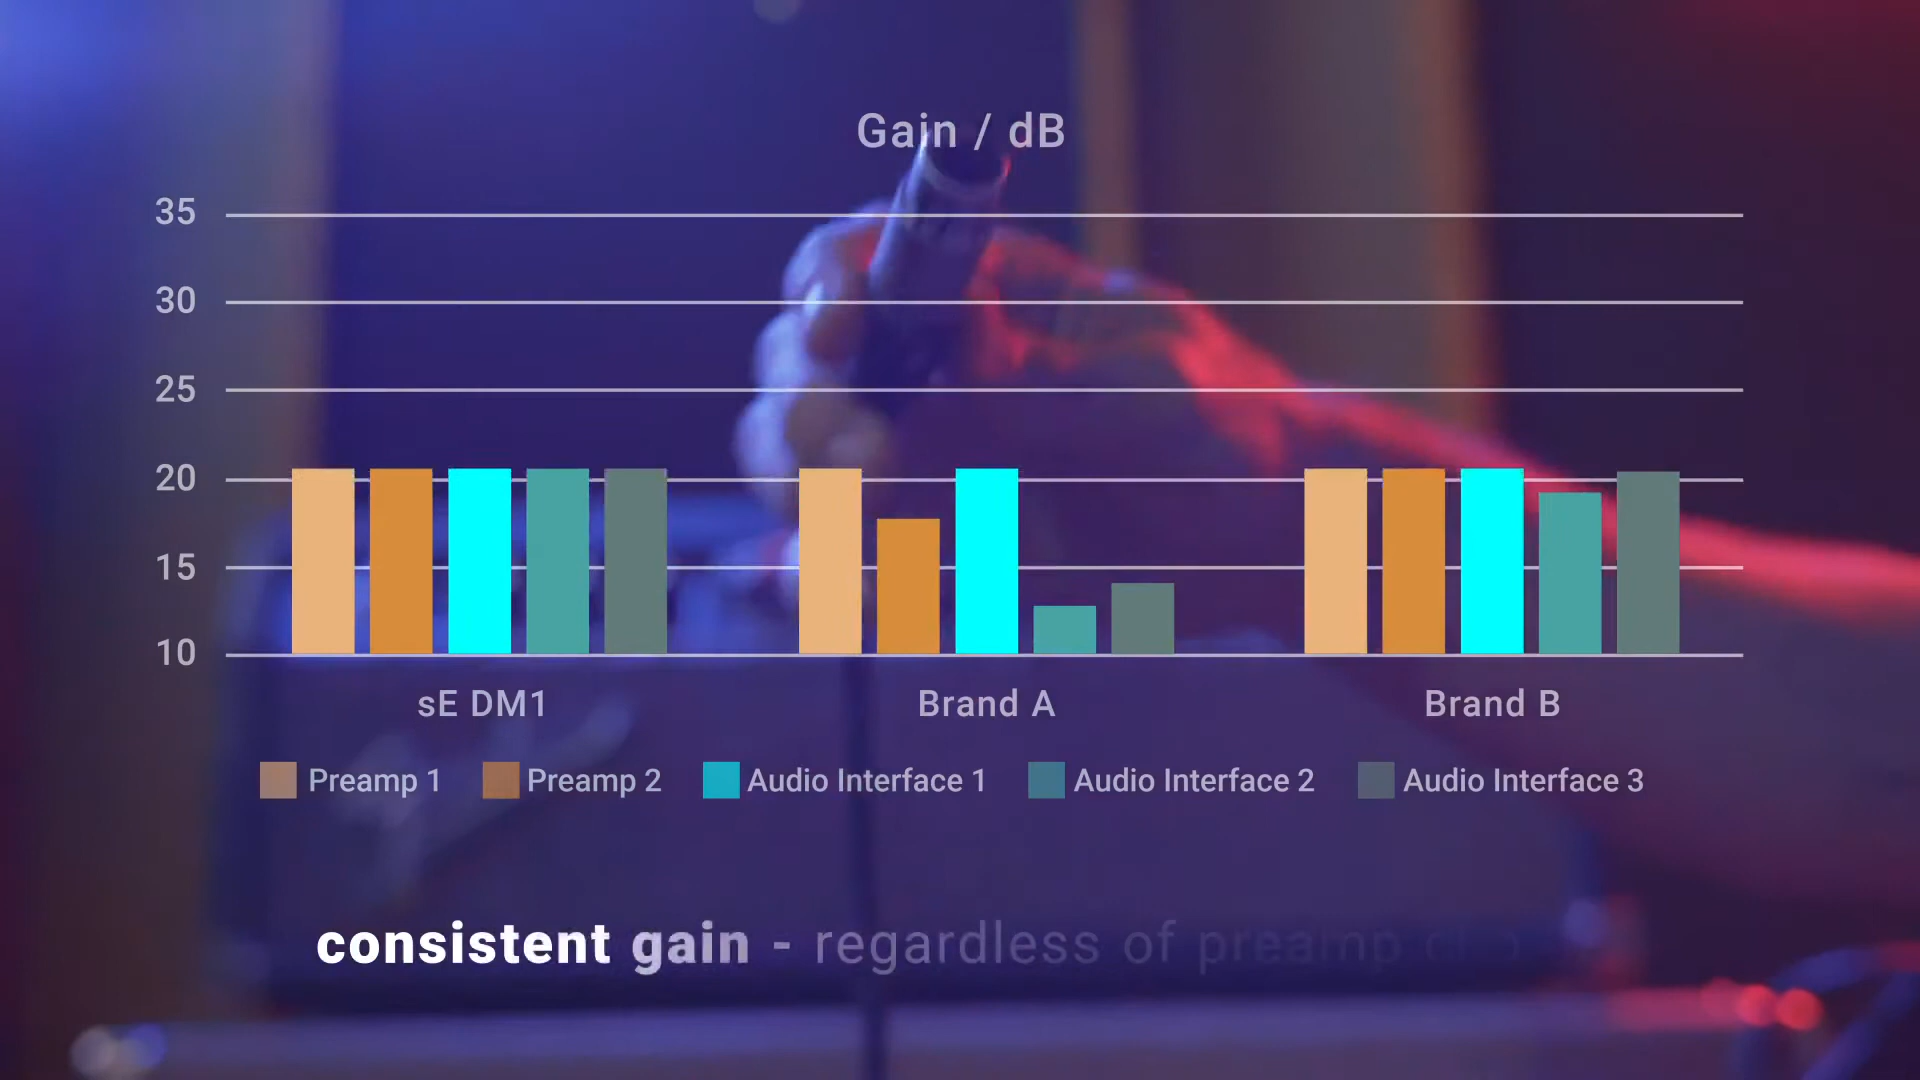 Gain / dB
35
30
25
20
15
10
sE DM1 Brand A Brand B
Preamp 1 Preamp 2 Audio Interface 1 Audio Interface 2 Audio Interface 3
consistent gain - regardless of preamp